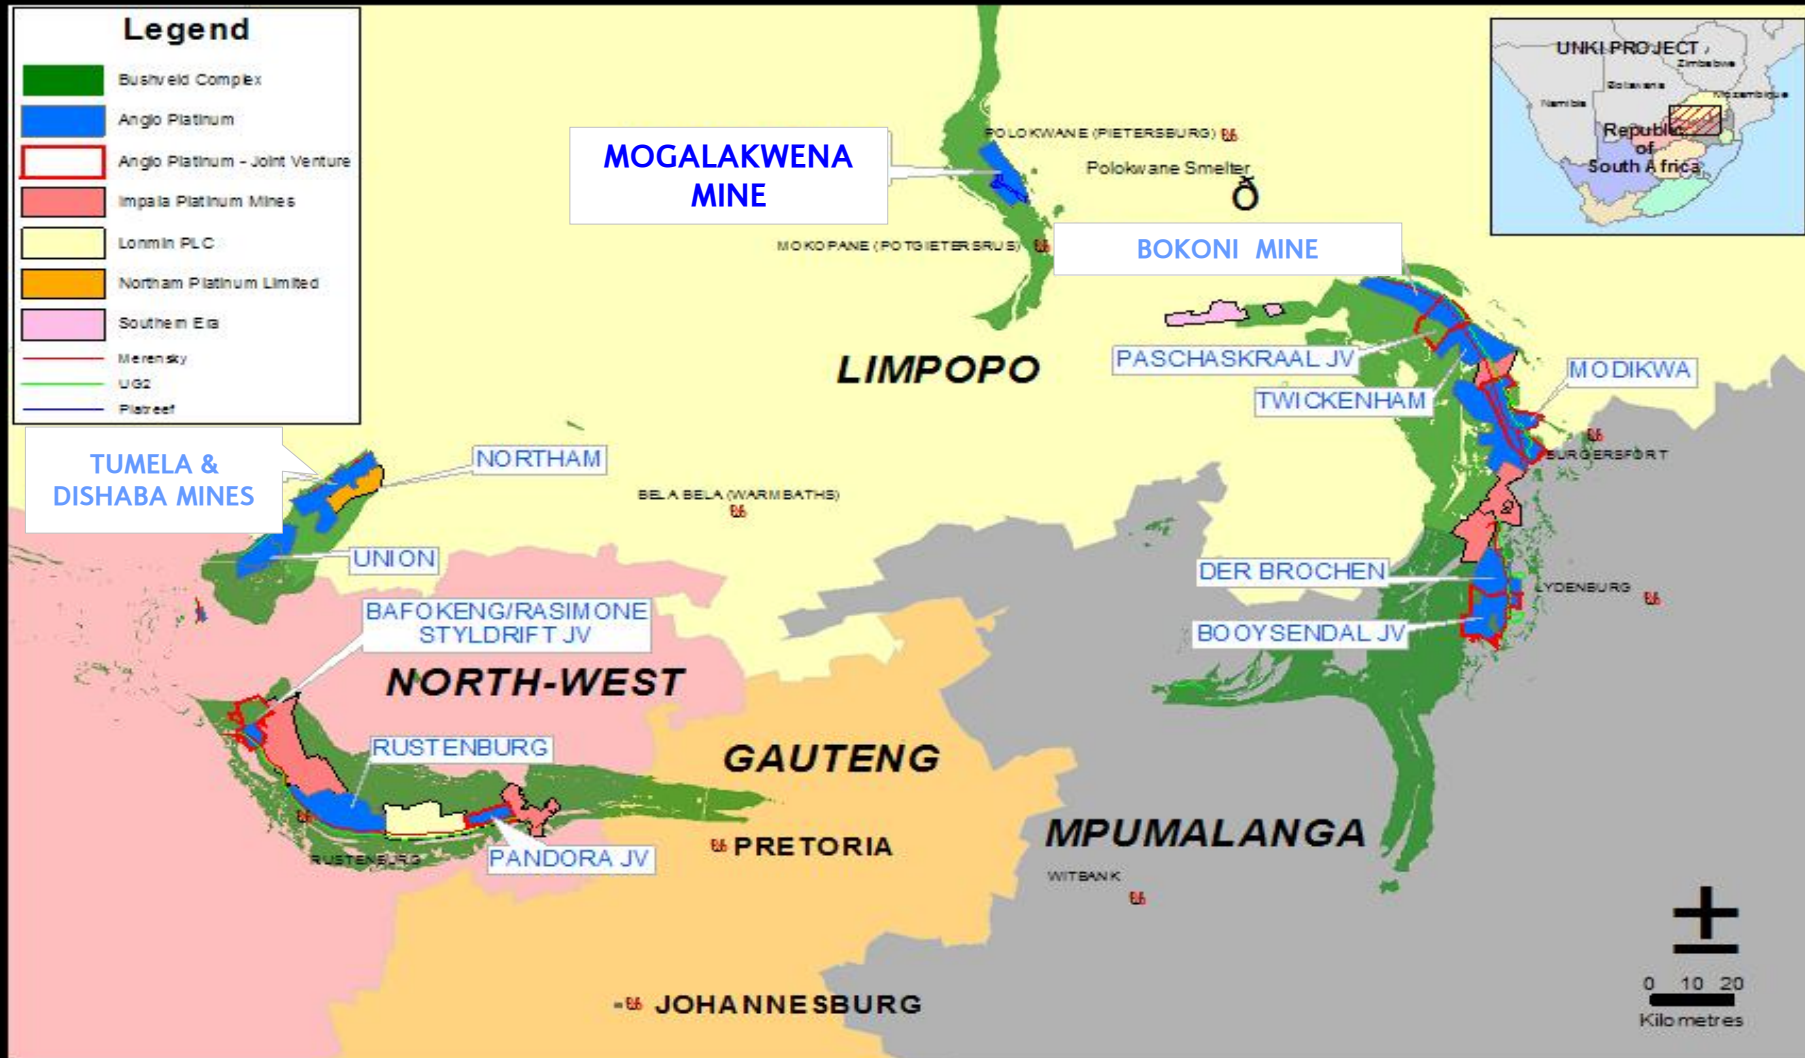 Legend
Bushveld Complex
Anglo Platinum
Anglo Platinum - Joint Venture
Impala Platinum Mines
Lonmin PLC
Northam Platinum Limited
Southern Era
Merensky
UG2
Platreef
UNKI PROJECT
Zimbabwe
Botswana
Namibia
Mozambique
Republic
of
South Africa
MOGALAKWENA
MINE
POLOKWANE (PIETERSBURG)
Polokwane Smelter
MOKOPANE (POTGIETERSRUS)
BOKONI MINE
LIMPOPO
PASCHASKRAAL JV
TWICKENHAM
MODIKWA
BURGERSFORT
TUMELA &
DISHABA MINES
NORTHAM
BELA BELA (WARMBATHS)
UNION
DER BROCHEN
LYDENBURG
BAFOKENG/RASIMONE
STYLDRIFT JV
BOOYSENDAL JV
NORTH-WEST
RUSTENBURG
GAUTENG
MPUMALANGA
PRETORIA
RUSTENBURG
PANDORA JV
WITBANK
JOHANNESBURG
0 10 20
Kilometres